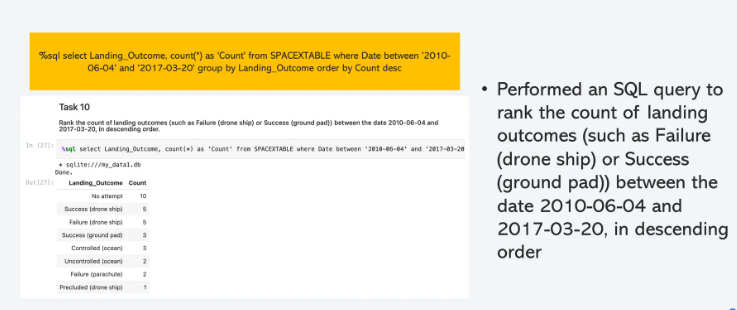 %sql select Landing_Outcome, count(*) as 'Count' from SPACEXTABLE where Date between '2010-
06-04' and '2017-03-20' group by Landing_Outcome order by Count desc
Task 10
Rank the count of landing outcomes (such as Failure (drone ship) or Success (ground pad)) between the date 2010-06-04 and
2017-03-20, in descending order.
In [27]: %sql select Landing_Outcome, count(*) as 'Count' from SPACEXTABLE where Date between '2010-06-04' and '2017-03-20
* sqlite:///my_data1.db
Done.
Out[27]: Landing_Outcome Count
No attempt 10
Success (drone ship) 5
Failure (drone ship) 5
Success (ground pad) 3
Controlled (ocean) 3
Uncontrolled (ocean) 2
Failure (parachute) 2
Precluded (drone ship) 1
• Performed an SQL query to
rank the count of landing
outcomes (such as Failure
(drone ship) or Success
(ground pad)) between the
date 2010-06-04 and
2017-03-20, in descending
order